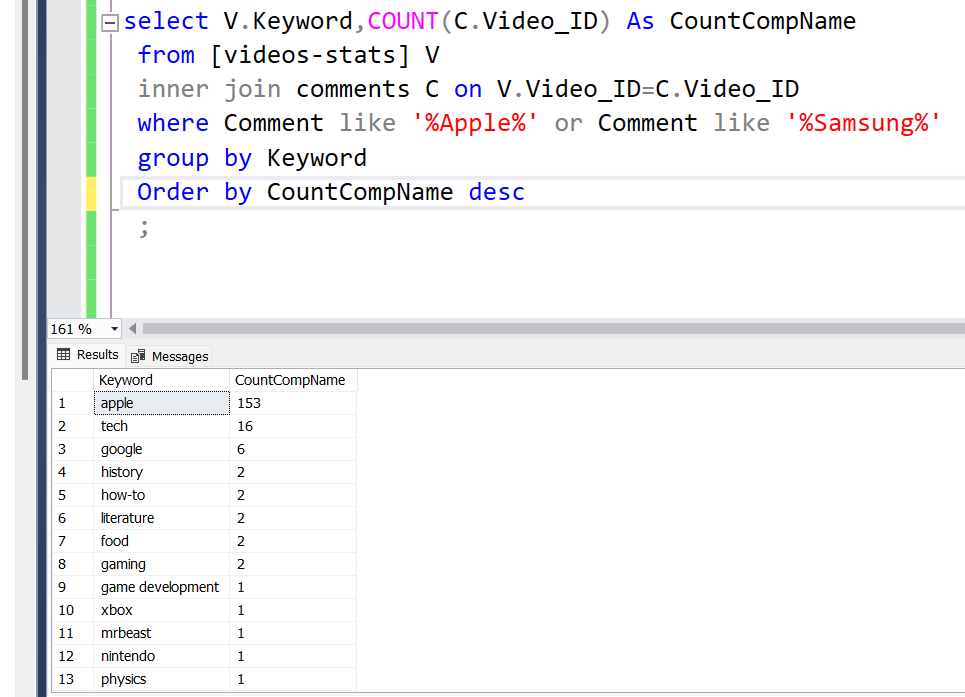 select V.Keyword,COUNT(C.Video_ID) As CountCompName
from [videos-stats] V
inner join comments C on V.Video_ID=C.Video_ID
where Comment like '%Apple%' or Comment like '%Samsung%'
group by Keyword
Order by CountCompName desc
;
161 %
Results Messages
Keyword CountCompName
1 apple 153
2 tech 16
3 google 6
4 history 2
5 how-to 2
6 literature 2
7 food 2
8 gaming 2
9 game development 1
10 xbox 1
11 mrbeast 1
12 nintendo 1
13 physics 1